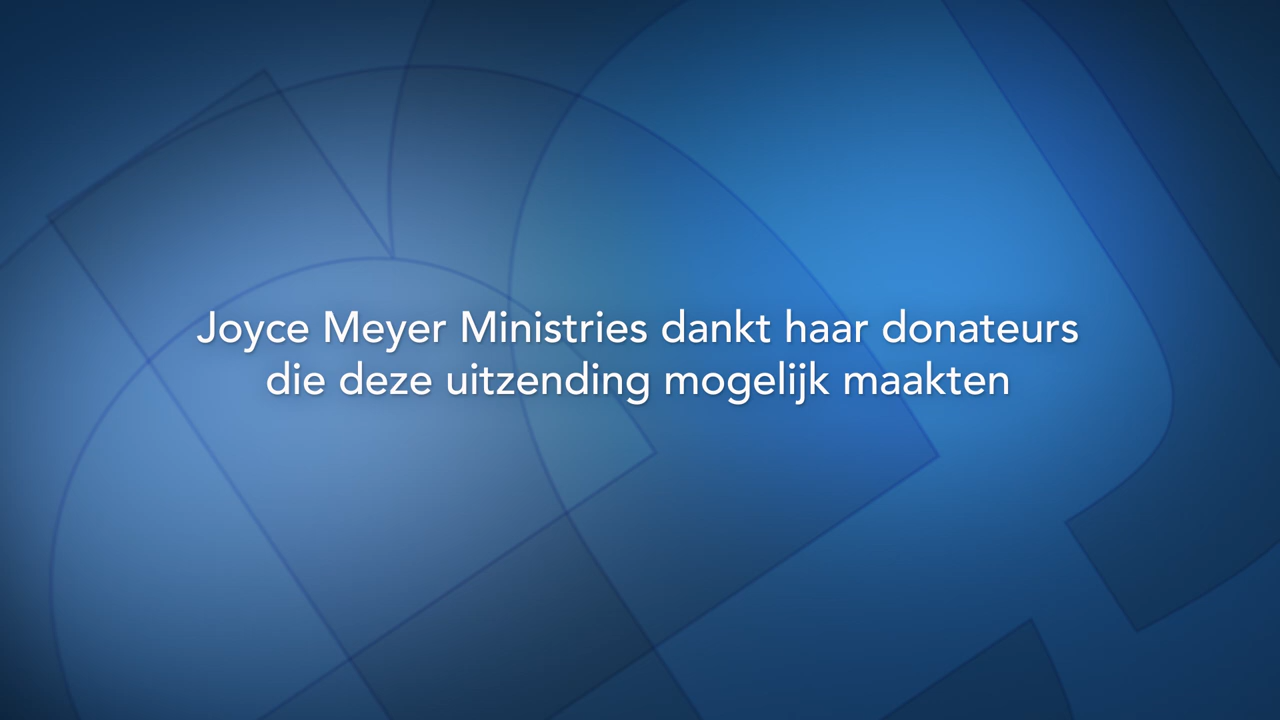 Joyce Meyer Ministries dankt haar donateurs
die deze uitzending mogelijk maakten